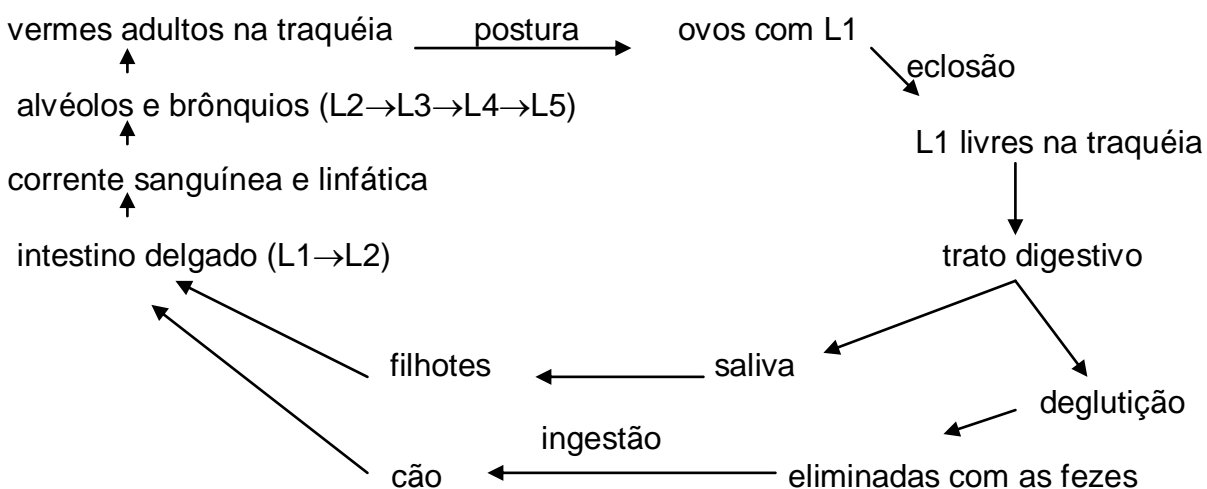 vermes adultos na traquéia postura ovos com L1
eclosão
alvéolos e brônquios (L2→L3→L4→L5)
L1 livres na traquéia
corrente sanguínea e linfática
intestino delgado (L1→L2) trato digestivo
filhotes saliva
deglutição
ingestão
cão eliminadas com as fezes